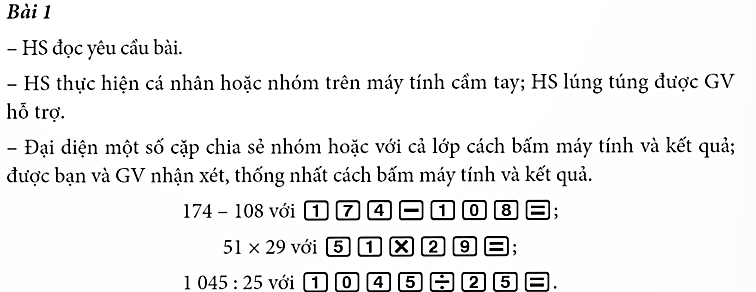 Bài 1
– HS đọc yêu cầu bài.
– HS thực hiện cá nhân hoặc nhóm trên máy tính cầm tay; HS lúng túng được GV
hỗ trợ.
– Đại diện một số cặp chia sẻ nhóm hoặc với cả lớp cách bấm máy tính và kết quả;
được bạn và GV nhận xét, thống nhất cách bấm máy tính và kết quả.
174 – 108 với 1 7 4 − 1 0 8 =;
51 × 29 với 5 1 × 2 9 =;
1 045 : 25 với 1 0 4 5 ÷ 2 5 =.